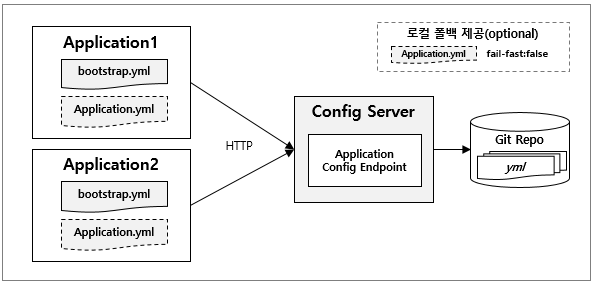 Application1
bootstrap.yml
Application.yml
Application2
bootstrap.yml
Application.yml
HTTP
Config Server
Application
Config Endpoint
로컬 폴백 제공(optional)
Application.yml
fail-fast:false
Git Repo
yml